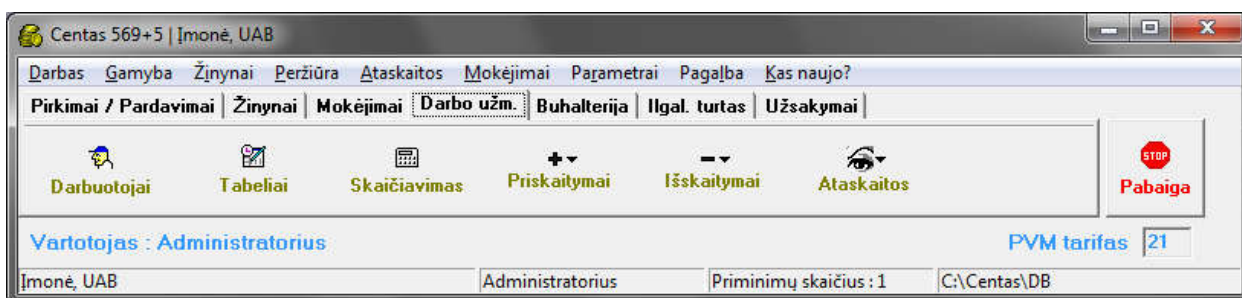 Centas 569+5 | Įmonė, UAB
Darbas Gamyba Žinynai Peržiūra Ataskaitos Mokėjimai Parametrai Pagalba Kas naujo?
Pirkimai / Pardavimai Žinynai Mokėjimai Darbo užm. Buhalterija Ilgal. turtas Užsakymai
Darbuotojai Tabeliai Skaičiavimas Priskaitymai Išskaitymai Ataskaitos STOP Pabaiga
Vartotojas : Administratorius PVM tarifas 21
Įmonė, UAB Administratorius Priminimų skaičius : 1 C:\Centas\DB